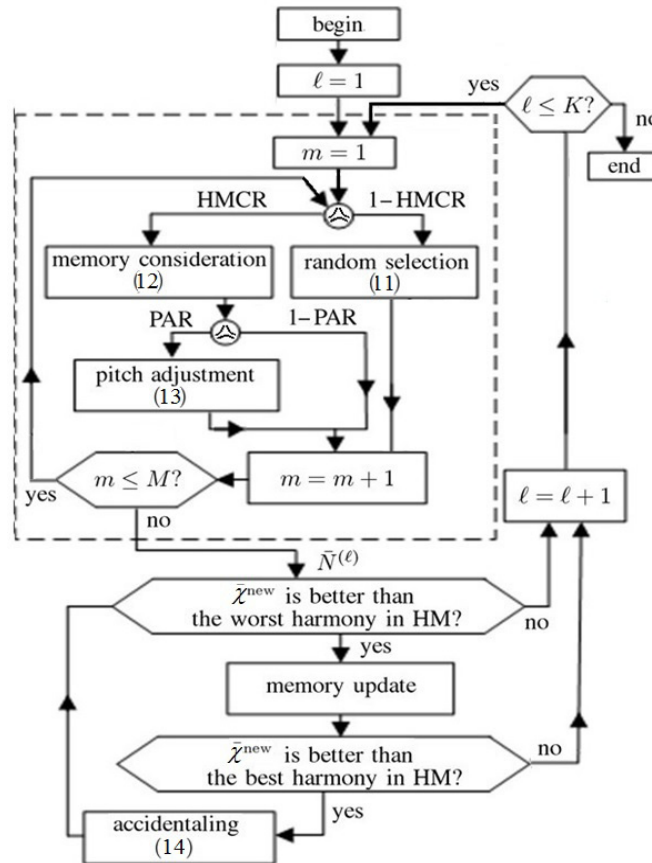 begin
ℓ = 1
yes
ℓ ≤ K?
no
end
m = 1
HMCR
1−HMCR
memory consideration
(12)
random selection
(11)
PAR
1−PAR
pitch adjustment
(13)
m ≤ M?
m = m + 1
yes
no
ℓ = ℓ + 1
N̄^(ℓ)
χ̄^new is better than
the worst harmony in HM?
no
yes
memory update
χ̄^new is better than
the best harmony in HM?
no
yes
accidentaling
(14)